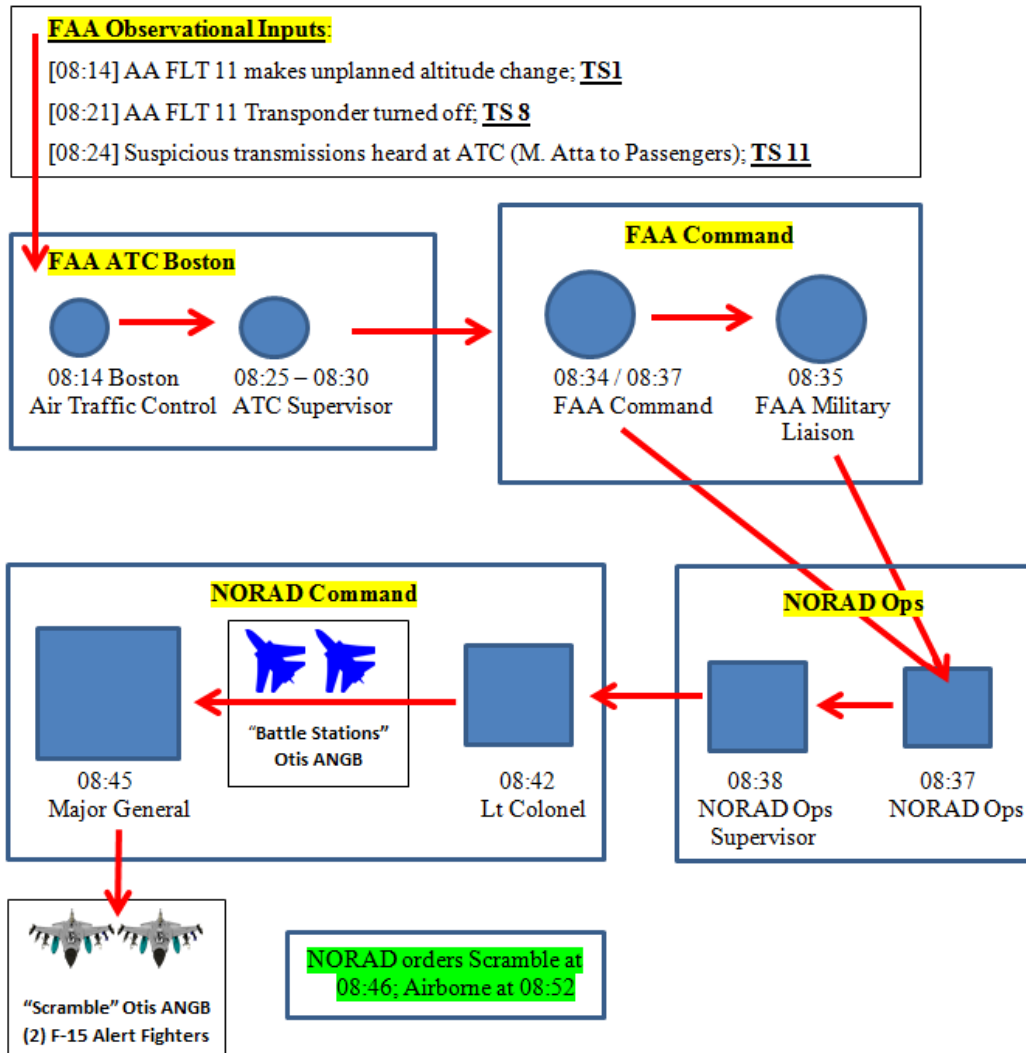 FAA Observational Inputs:
[08:14] AA FLT 11 makes unplanned altitude change; TS1
[08:21] AA FLT 11 Transponder turned off; TS 8
[08:24] Suspicious transmissions heard at ATC (M. Atta to Passengers); TS 11
FAA ATC Boston
08:14 Boston
Air Traffic Control
08:25 – 08:30
ATC Supervisor
FAA Command
08:34 / 08:37
FAA Command
08:35
FAA Military
Liaison
NORAD Command
"Battle Stations"
Otis ANGB
08:45
Major General
08:42
Lt Colonel
NORAD Ops
08:38
NORAD Ops
Supervisor
08:37
NORAD Ops
"Scramble" Otis ANGB
(2) F-15 Alert Fighters
NORAD orders Scramble at
08:46; Airborne at 08:52